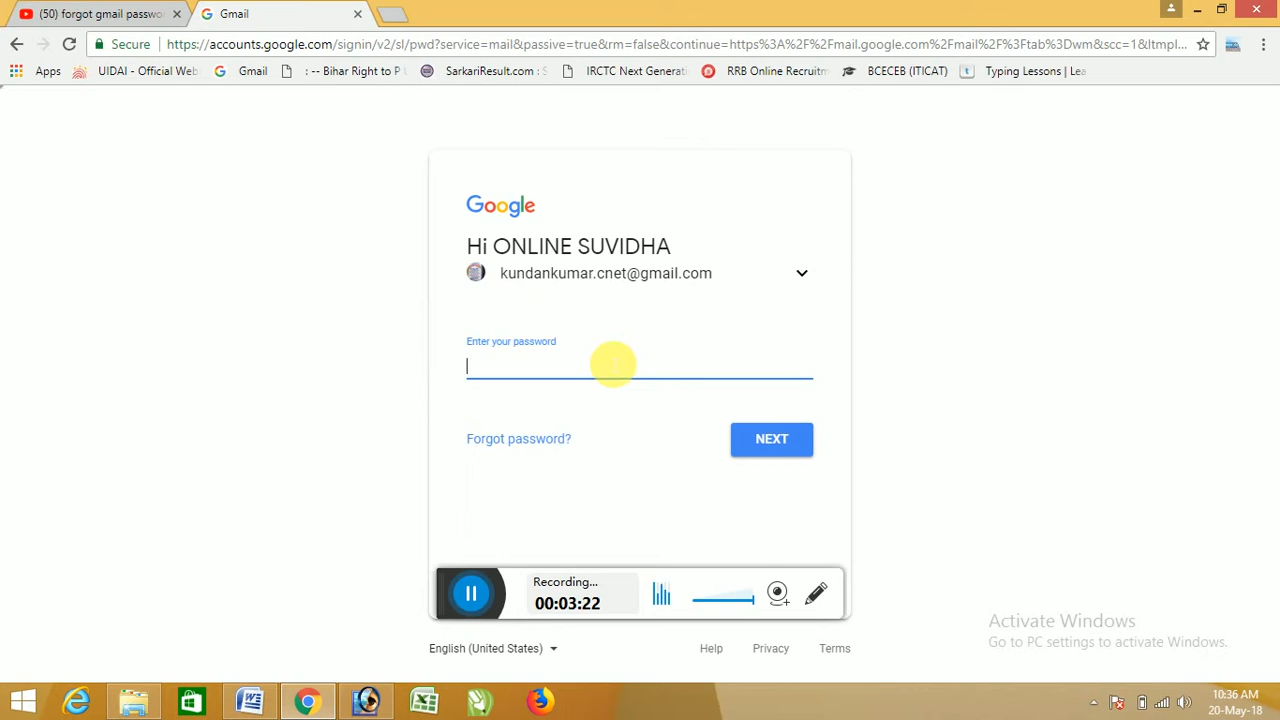 (50) forgot gmail passwo
Gmail
Secure
https://accounts.google.com/signin/v2/sl/pwd?service=mail&passive=true&rm=false&continue=https%3A%2F%2Fmail.google.com%2Fmail%2F%3Ftab%3Dwm&scc=1&ltmpl...
Apps
UIDAI - Official Web
Gmail
: -- Bihar Right to P
SarkariResult.com : S
IRCTC Next Generati
RRB Online Recruitm
BCECEB (ITICAT)
Typing Lessons | Lea
Google
Hi ONLINE SUVIDHA
kundankumar.cnet@gmail.com
Enter your password
Forgot password?
NEXT
Recording...
00:03:22
Activate Windows
Go to PC settings to activate Windows.
English (United States)
Help
Privacy
Terms
10:36 AM
20-May-18